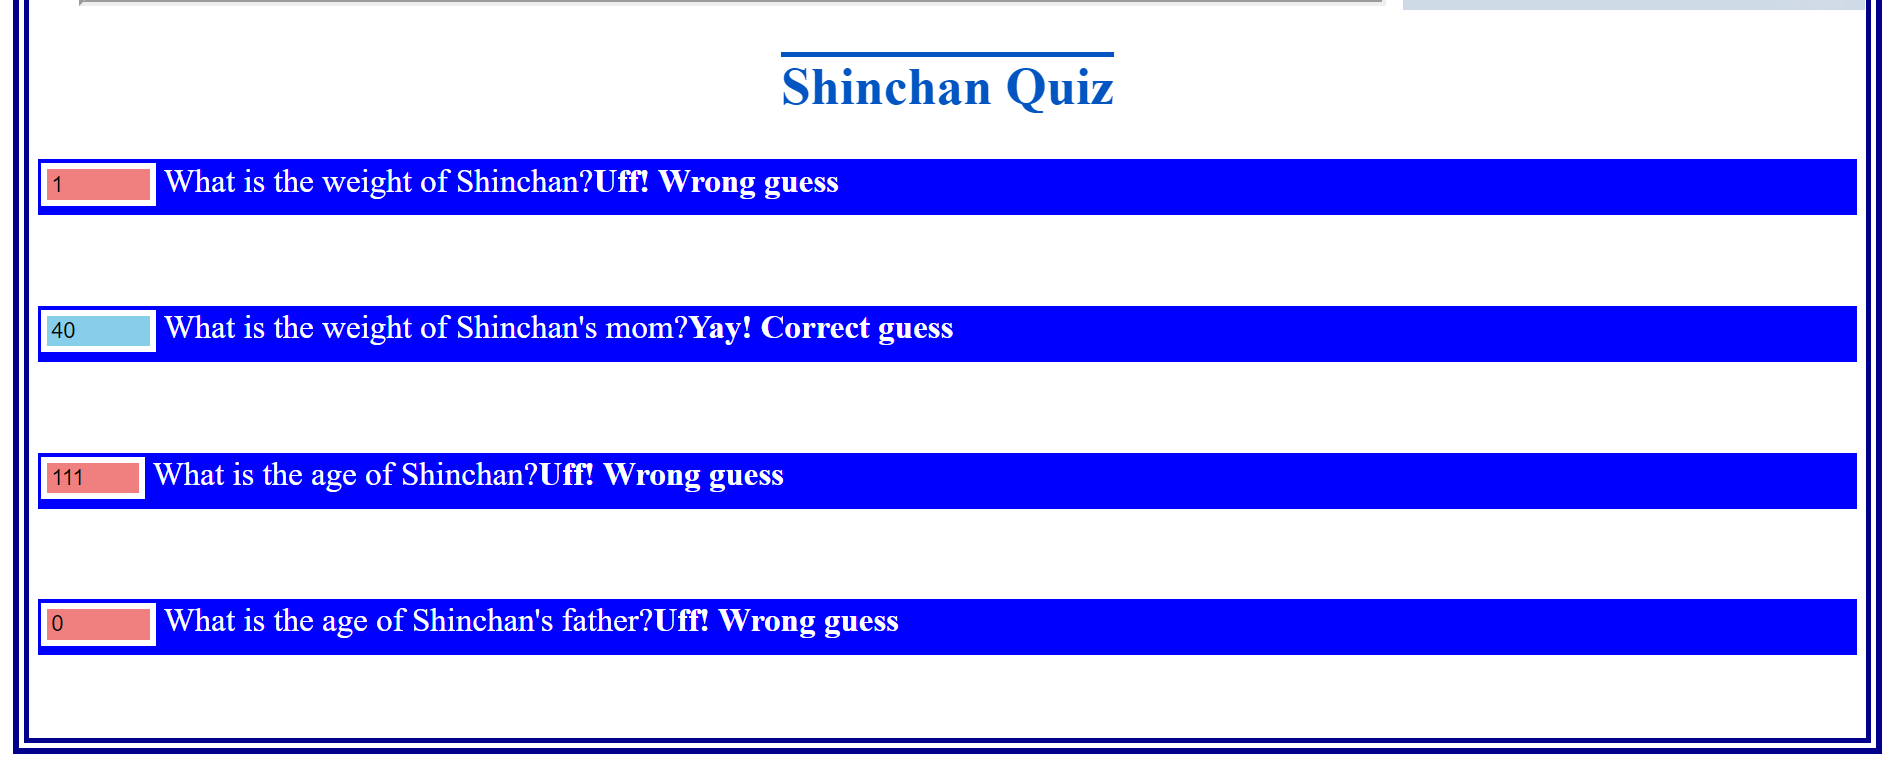 Shinchan Quiz
1 What is the weight of Shinchan?Uff! Wrong guess
40 What is the weight of Shinchan's mom?Yay! Correct guess
111 What is the age of Shinchan?Uff! Wrong guess
0 What is the age of Shinchan's father?Uff! Wrong guess